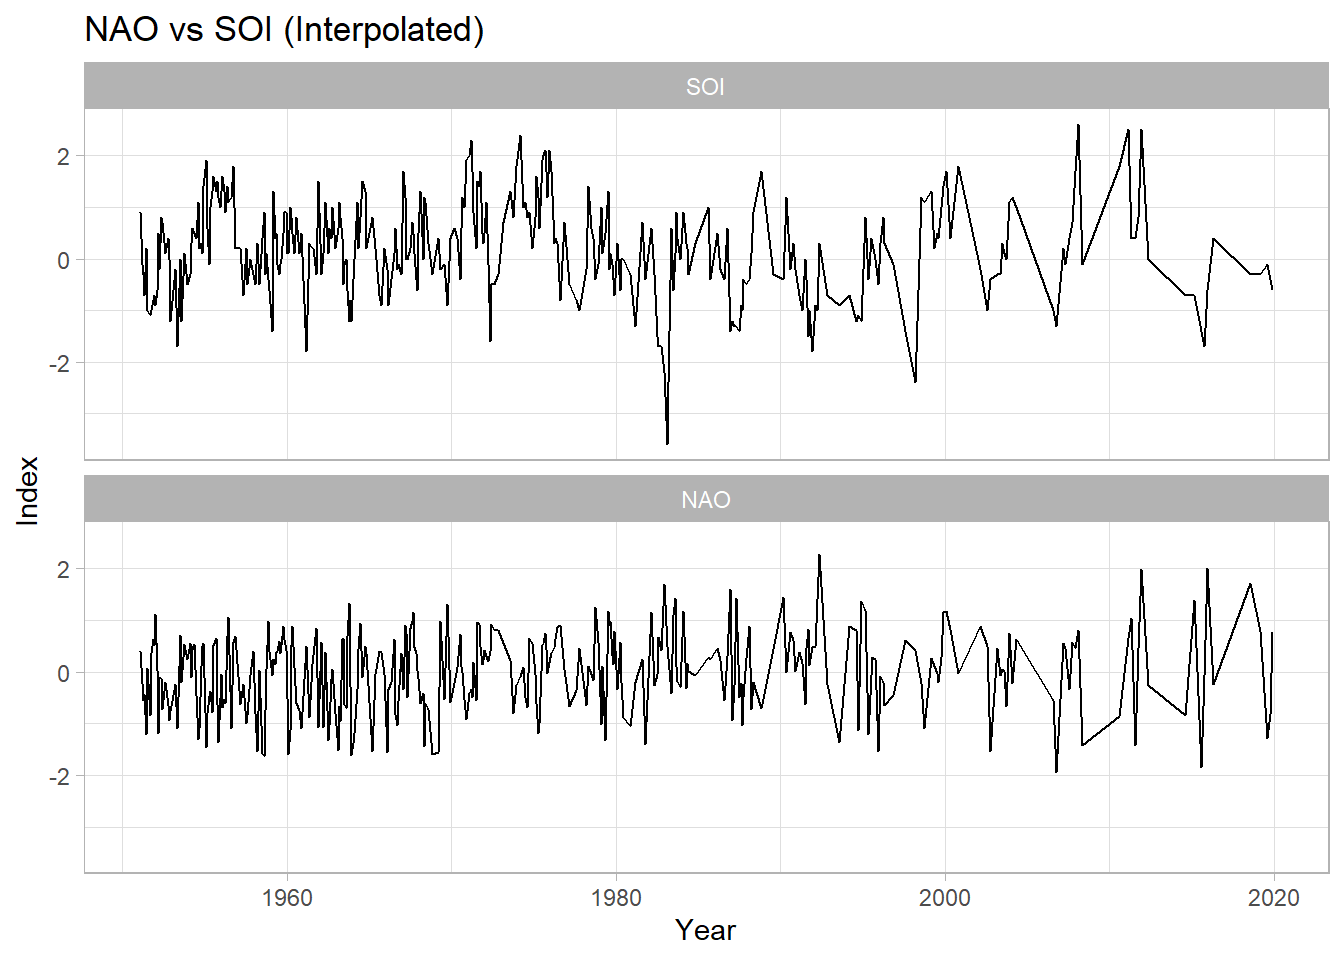 NAO vs SOI (Interpolated)
SOI
2
0
-2
Index
NAO
2
0
-2
1960 1980 2000 2020
Year